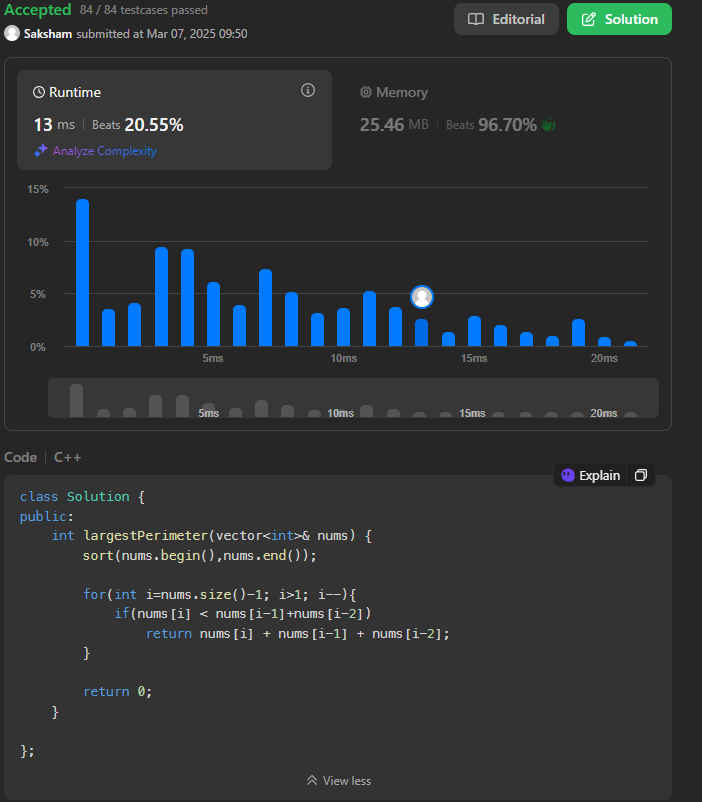 Accepted 84 / 84 testcases passed
Editorial
Solution
Saksham submitted at Mar 07, 2025 09:50
Runtime
13 ms | Beats 20.55%
Analyze Complexity
Memory
25.46 MB | Beats 96.70%
15%
10%
5%
0%
5ms 10ms 15ms 20ms
5ms 10ms 15ms 20ms
Code | C++
Explain
class Solution {
public:
    int largestPerimeter(vector<int>& nums) {
        sort(nums.begin(),nums.end());

        for(int i=nums.size()-1; i>1; i--){
            if(nums[i] < nums[i-1]+nums[i-2])
                return nums[i] + nums[i-1] + nums[i-2];
        }

        return 0;
    }

};
View less